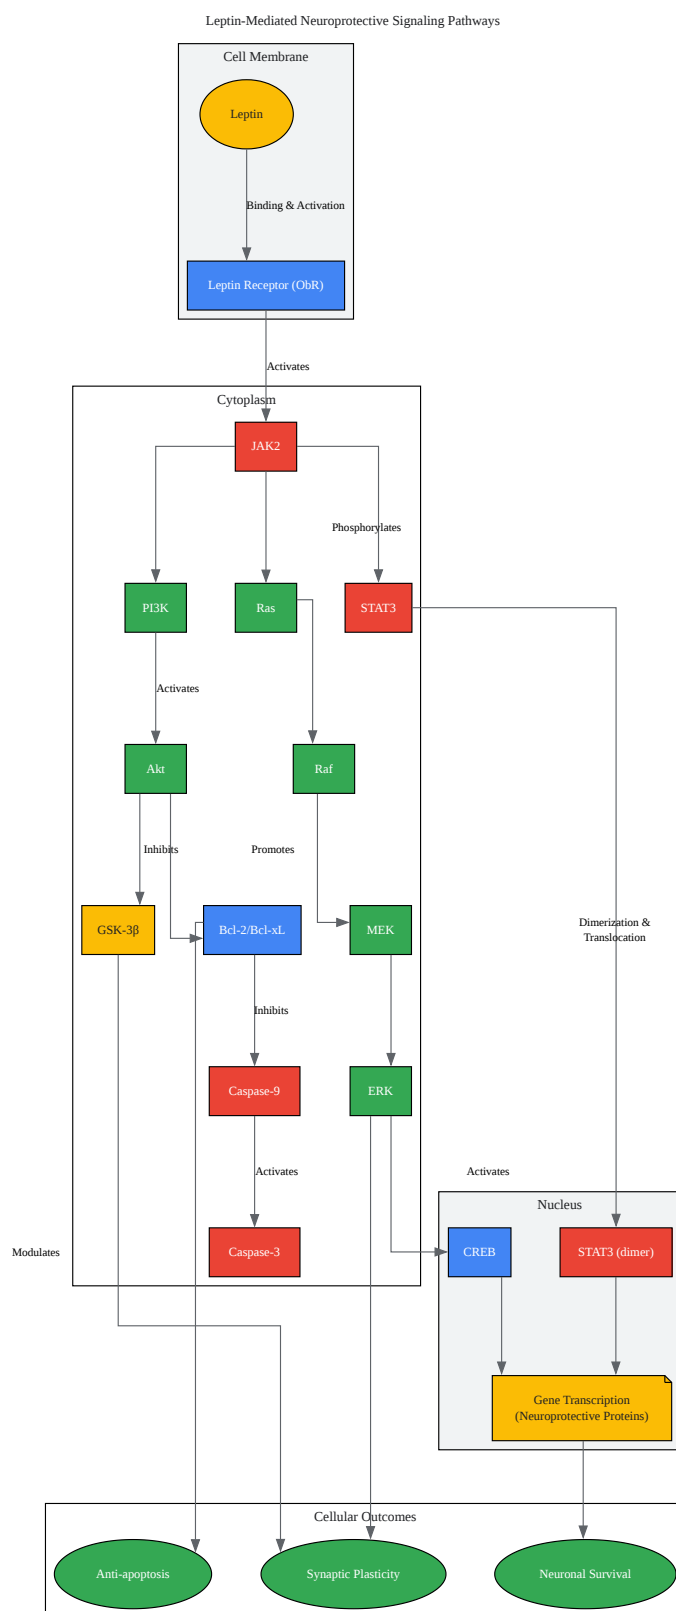 Leptin-Mediated Neuroprotective Signaling Pathways
Cell Membrane
Leptin
Binding & Activation
Leptin Receptor (ObR)
Activates
Cytoplasm
JAK2
Phosphorylates
PI3K
Ras
STAT3
Activates
Akt
Raf
Inhibits
Promotes
GSK-3β
Bcl-2/Bcl-xL
MEK
Dimerization &
Translocation
Inhibits
Caspase-9
ERK
Activates
Activates
Nucleus
Modulates
Caspase-3
CREB
STAT3 (dimer)
Gene Transcription
(Neuroprotective Proteins)
Cellular Outcomes
Anti-apoptosis
Synaptic Plasticity
Neuronal Survival